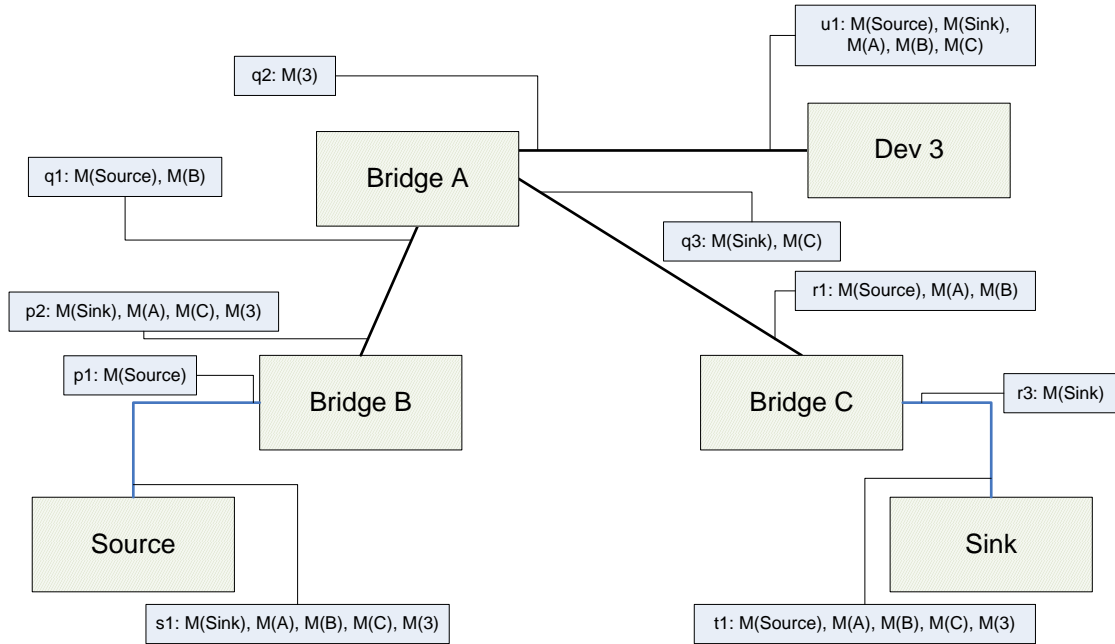 u1: M(Source), M(Sink),
M(A), M(B), M(C)
q2: M(3)
Dev 3
Bridge A
q1: M(Source), M(B)
q3: M(Sink), M(C)
r1: M(Source), M(A), M(B)
p2: M(Sink), M(A), M(C), M(3)
p1: M(Source)
Bridge B
Bridge C
r3: M(Sink)
Source
Sink
s1: M(Sink), M(A), M(B), M(C), M(3)
t1: M(Source), M(A), M(B), M(C), M(3)